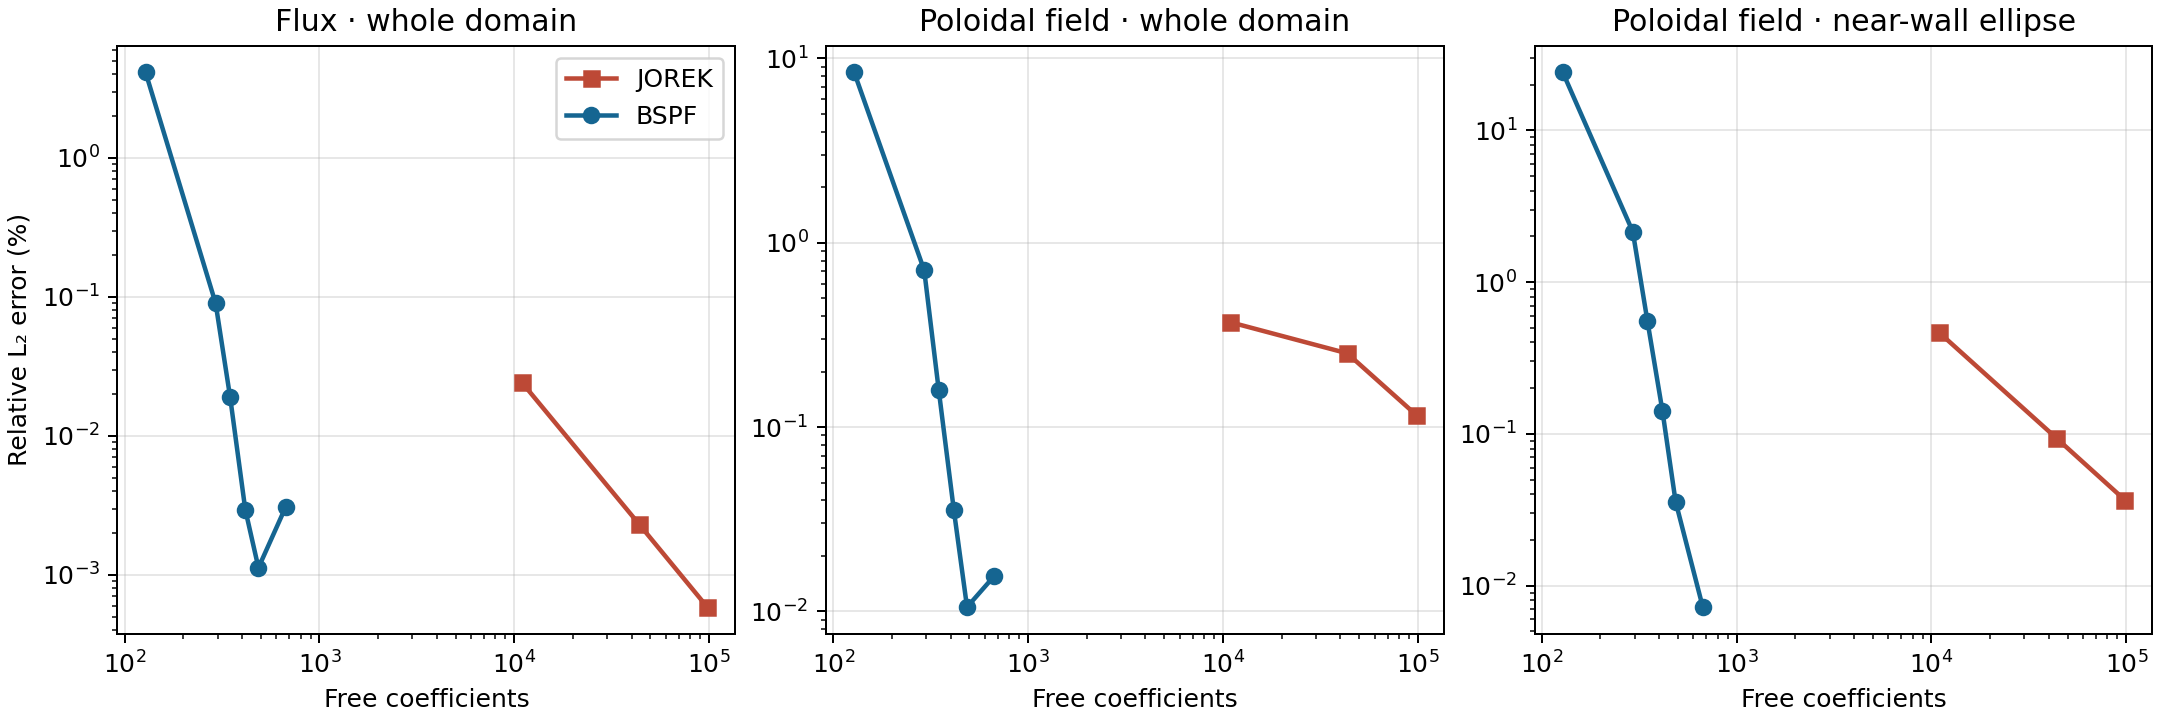 Flux · whole domain
Poloidal field · whole domain
Poloidal field · near-wall ellipse
JOREK
BSPF
Relative L₂ error (%)
10⁰
10⁻¹
10⁻²
10⁻³
10¹
10⁰
10⁻¹
10⁻²
10¹
10⁰
10⁻¹
10⁻²
10² 10³ 10⁴ 10⁵
10² 10³ 10⁴ 10⁵
10² 10³ 10⁴ 10⁵
Free coefficients
Free coefficients
Free coefficients